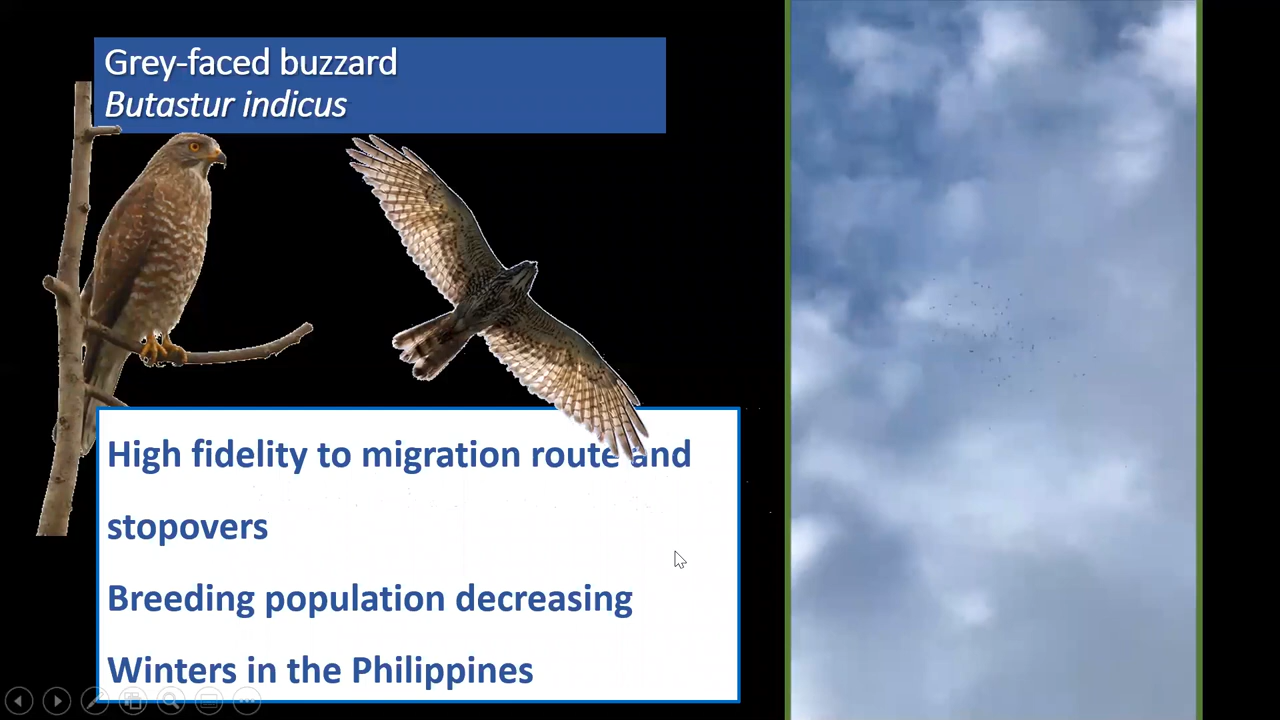 Grey-faced buzzard
Butastur indicus
High fidelity to migration route and
stopovers
Breeding population decreasing
Winters in the Philippines